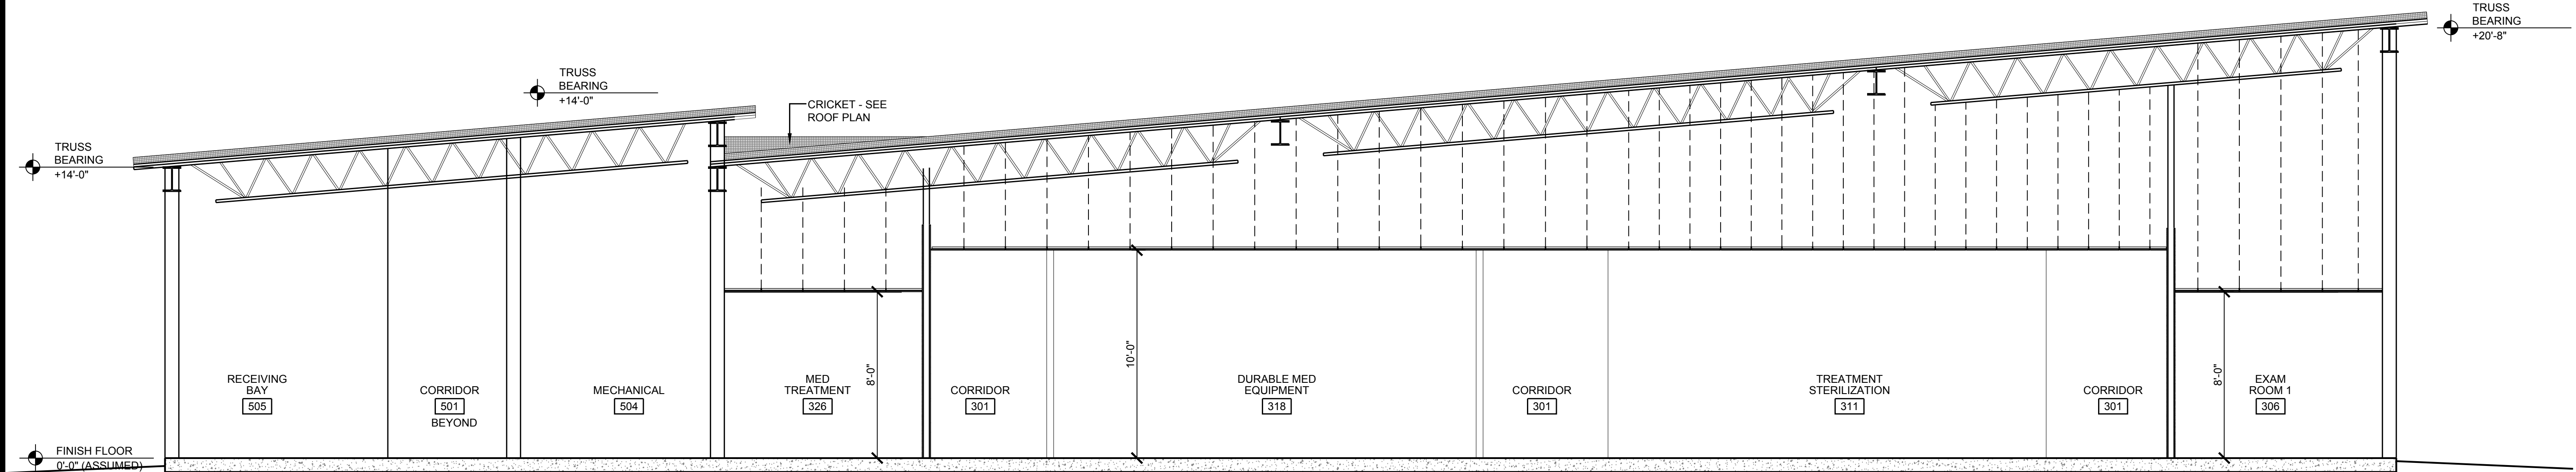 TRUSS
BEARING
+20'-8"
TRUSS
BEARING
+14'-0"
CRICKET - SEE
ROOF PLAN
TRUSS
BEARING
+14'-0"
10'-0"
8'-0"
8'-0"
RECEIVING
BAY
505
CORRIDOR
501
BEYOND
MECHANICAL
504
MED
TREATMENT
326
CORRIDOR
301
DURABLE MED
EQUIPMENT
318
CORRIDOR
301
TREATMENT
STERILIZATION
311
CORRIDOR
301
EXAM
ROOM 1
306
FINISH FLOOR
0'-0" (ASSUMED)